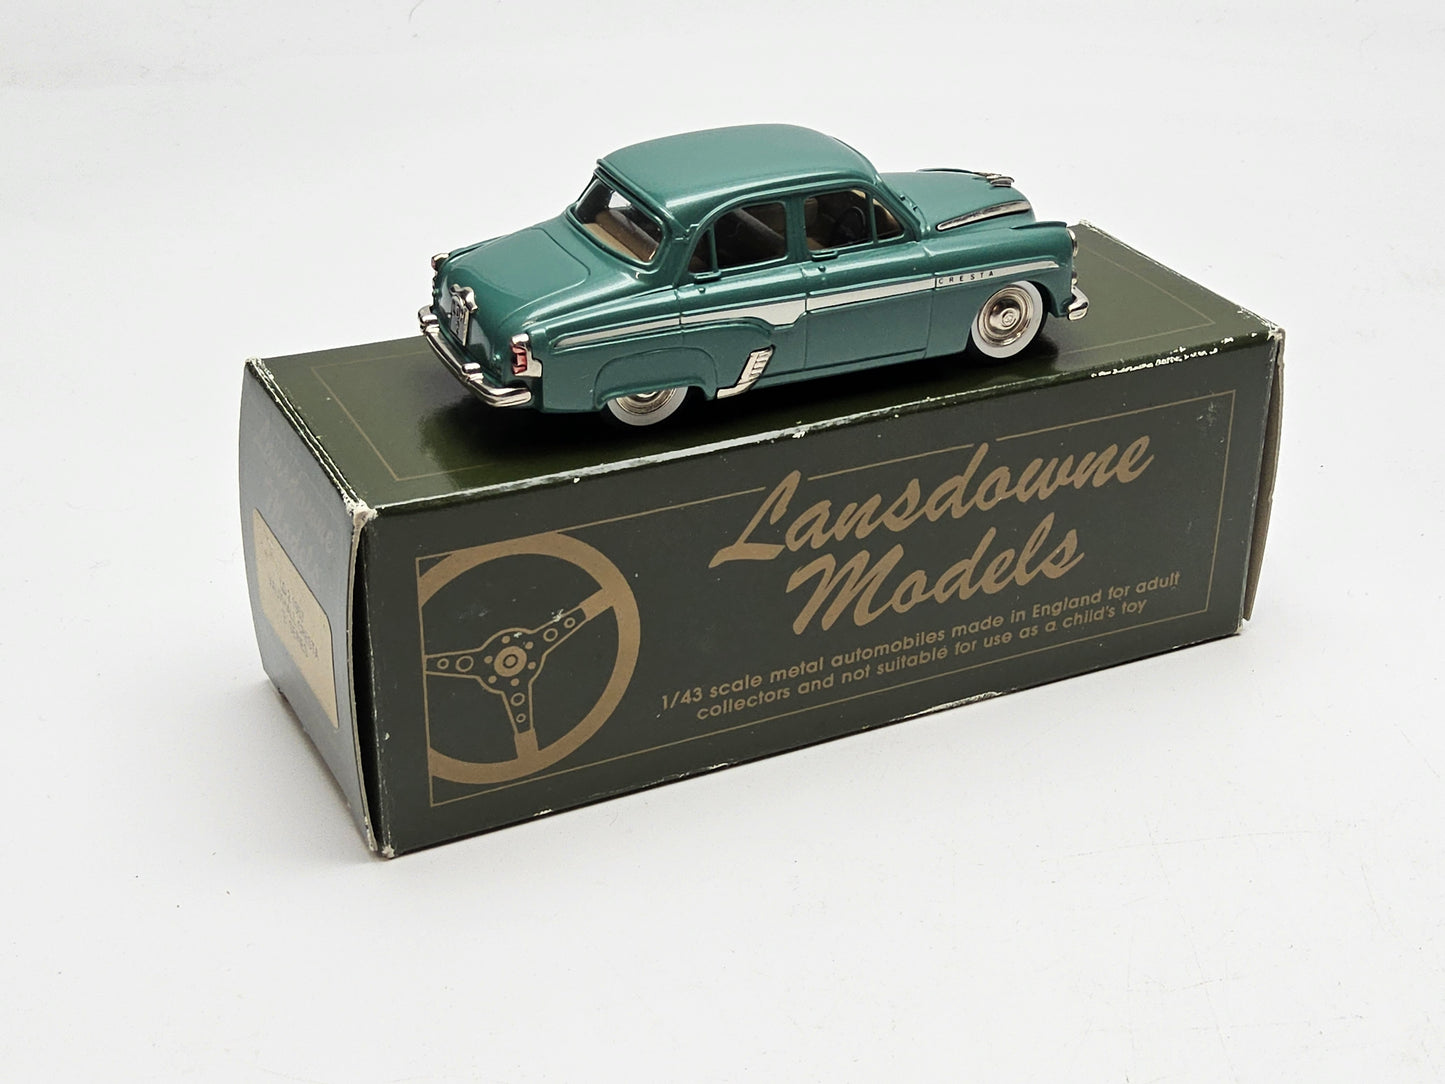 CRESTA
Lansdowne
Models
1/43 scale metal automobiles made in England for adult
collectors and not suitable for use as a child's toy